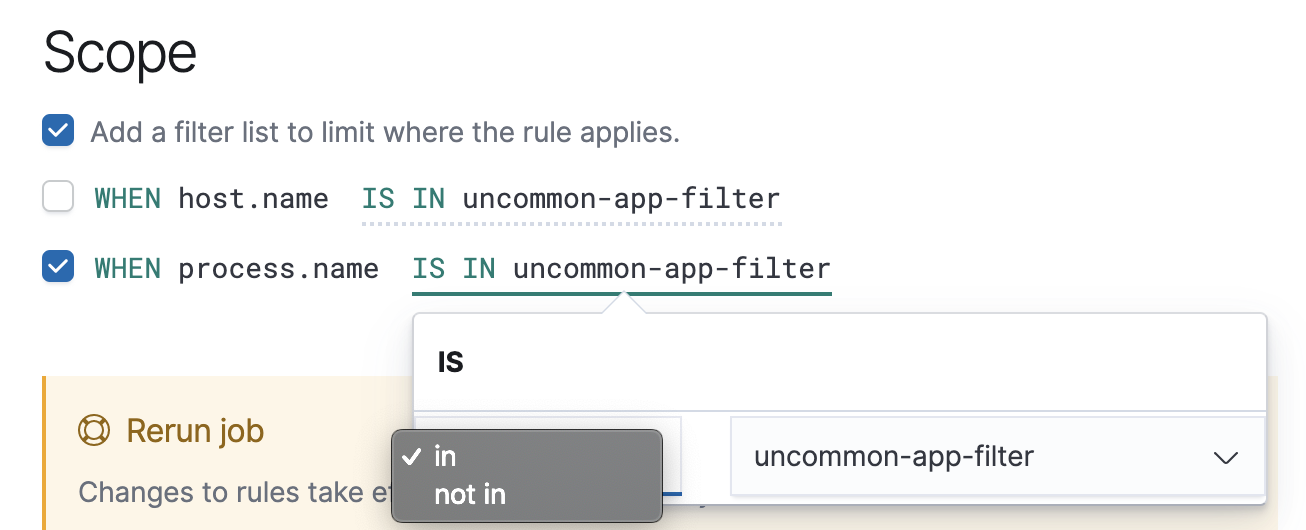 Scope
Add a filter list to limit where the rule applies.
WHEN host.name IS IN uncommon-app-filter
WHEN process.name IS IN uncommon-app-filter
IS
Rerun job
in
uncommon-app-filter
Changes to rules take
not in